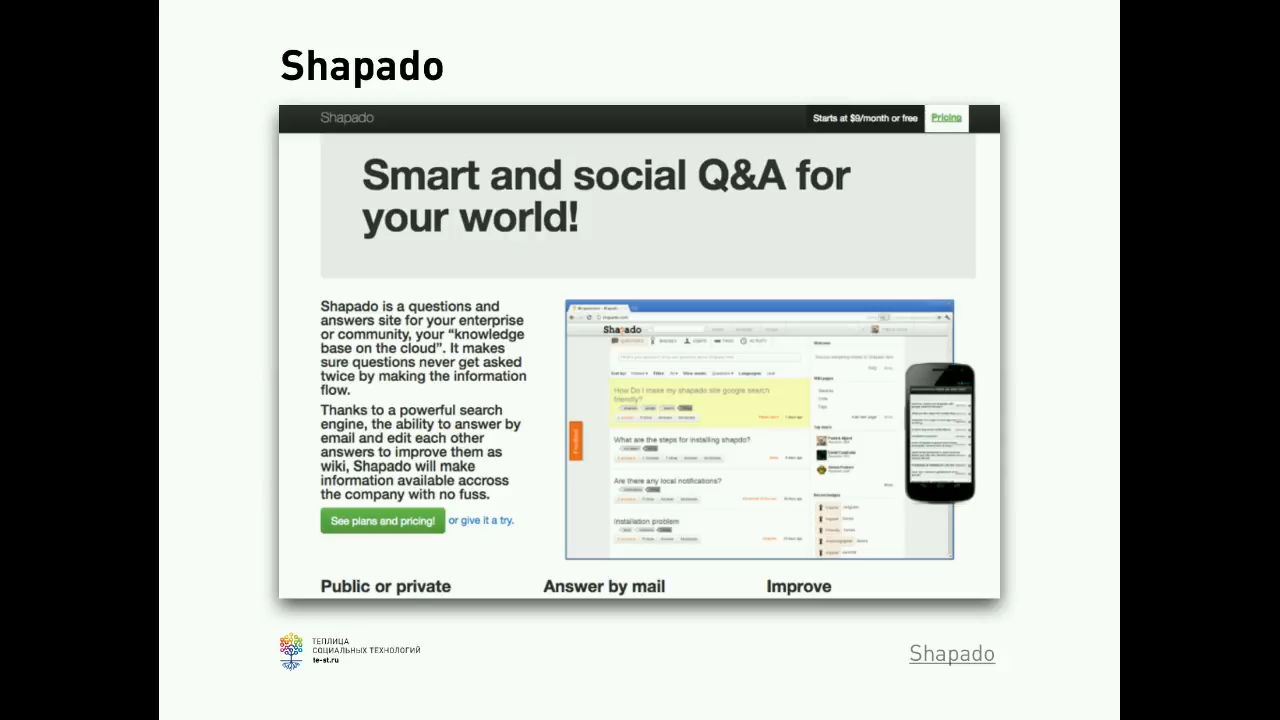 Shapado
Shapado
Starts at $9/month or free
Pricing
Smart and social Q&A for
your world!
Shapado is a questions and
answers site for your enterprise
or community, your “knowledge
base on the cloud”. It makes
sure questions never get asked
twice by making the information
flow.
Thanks to a powerful search
engine, the ability to answer by
email and edit each other
answers to improve them as
wiki, Shapado will make
information available accross
the company with no fuss.
See plans and pricing!
or give it a try.
Shapado
How Do I make my shapado site google search
friendly?
What are the steps for installing shapdo?
Are there any local notifications?
Installation problem
Public or private
Answer by mail
Improve
ТЕПЛИЦА
СОЦИАЛЬНЫХ ТЕХНОЛОГИЙ
te-st.ru
Shapado